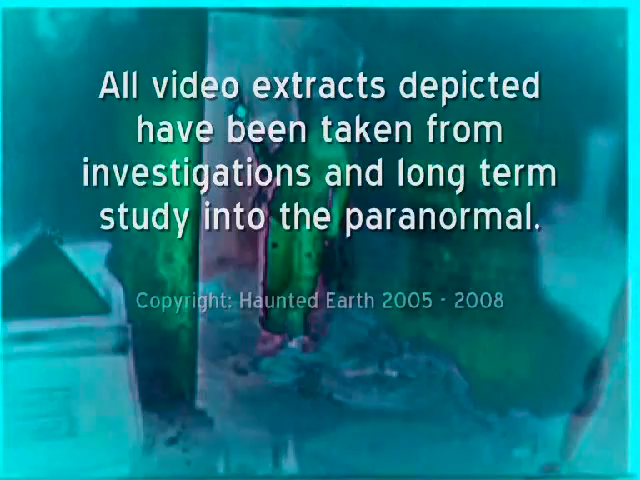 All video extracts depicted
have been taken from
investigations and long term
study into the paranormal.
Copyright: Haunted Earth 2005 - 2008